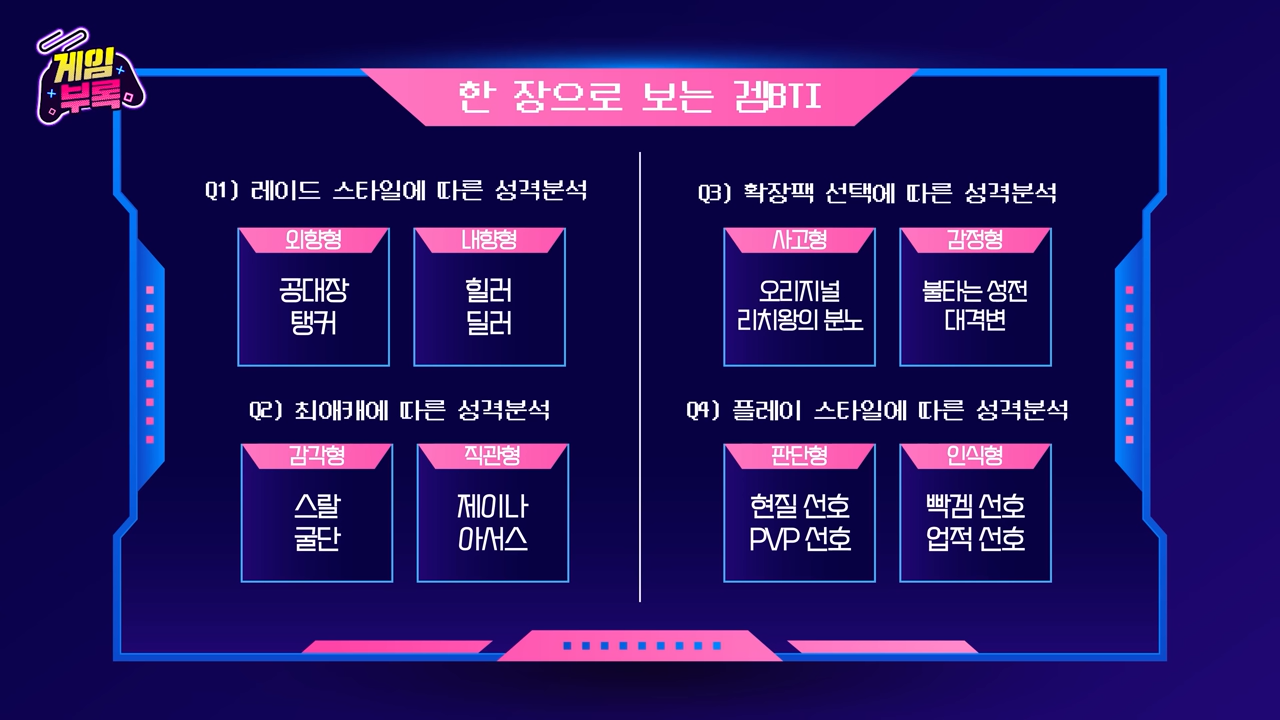 게임
부록
한 장으로 보는 겜BTI
Q1) 레이드 스타일에 따른 성격분석
외향형
내향형
공대장
탱커
힐러
딜러
Q2) 최애캐에 따른 성격분석
감각형
직관형
스랄
굴단
제이나
아서스
Q3) 확장팩 선택에 따른 성격분석
사고형
감정형
오리지널
리치왕의 분노
불타는 성전
대격변
Q4) 플레이 스타일에 따른 성격분석
판단형
인식형
현질 선호
PVP 선호
빡겜 선호
업적 선호